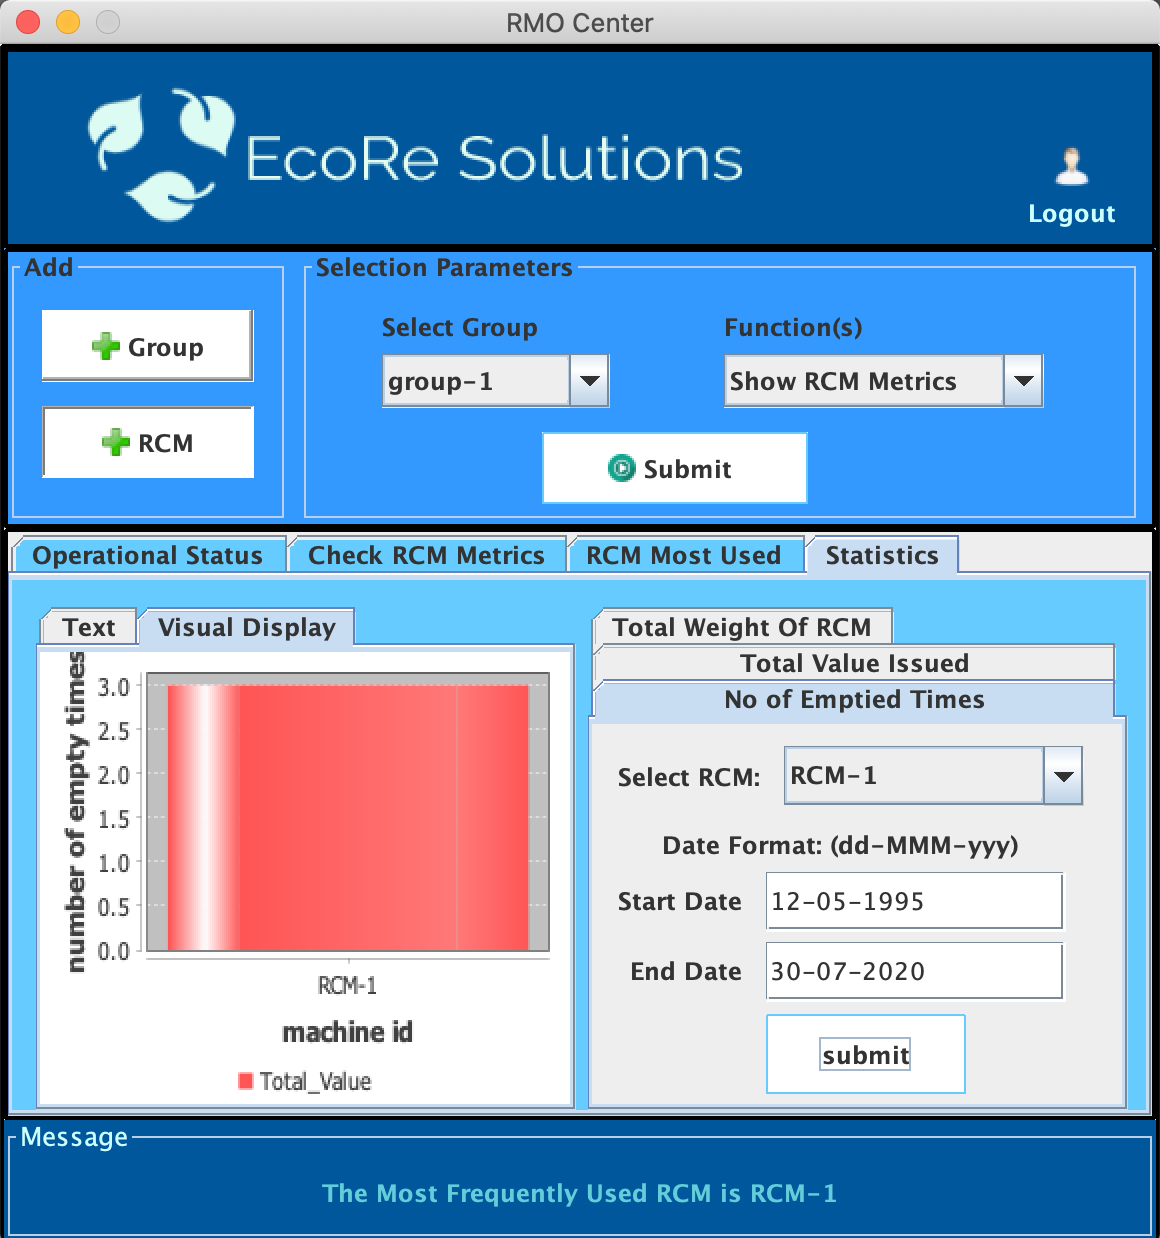 RMO Center
EcoRe Solutions
Logout
Add
Group
RCM
Selection Parameters
Select Group
Function(s)
group-1
Show RCM Metrics
Submit
Operational Status
Check RCM Metrics
RCM Most Used
Statistics
Text
Visual Display
number of empty times
3.0
2.5
2.0
1.5
1.0
0.5
0.0
RCM-1
machine id
Total_Value
Total Weight Of RCM
Total Value Issued
No of Emptied Times
Select RCM:
RCM-1
Date Format: (dd-MMM-yyy)
Start Date
12-05-1995
End Date
30-07-2020
submit
Message
The Most Frequently Used RCM is RCM-1